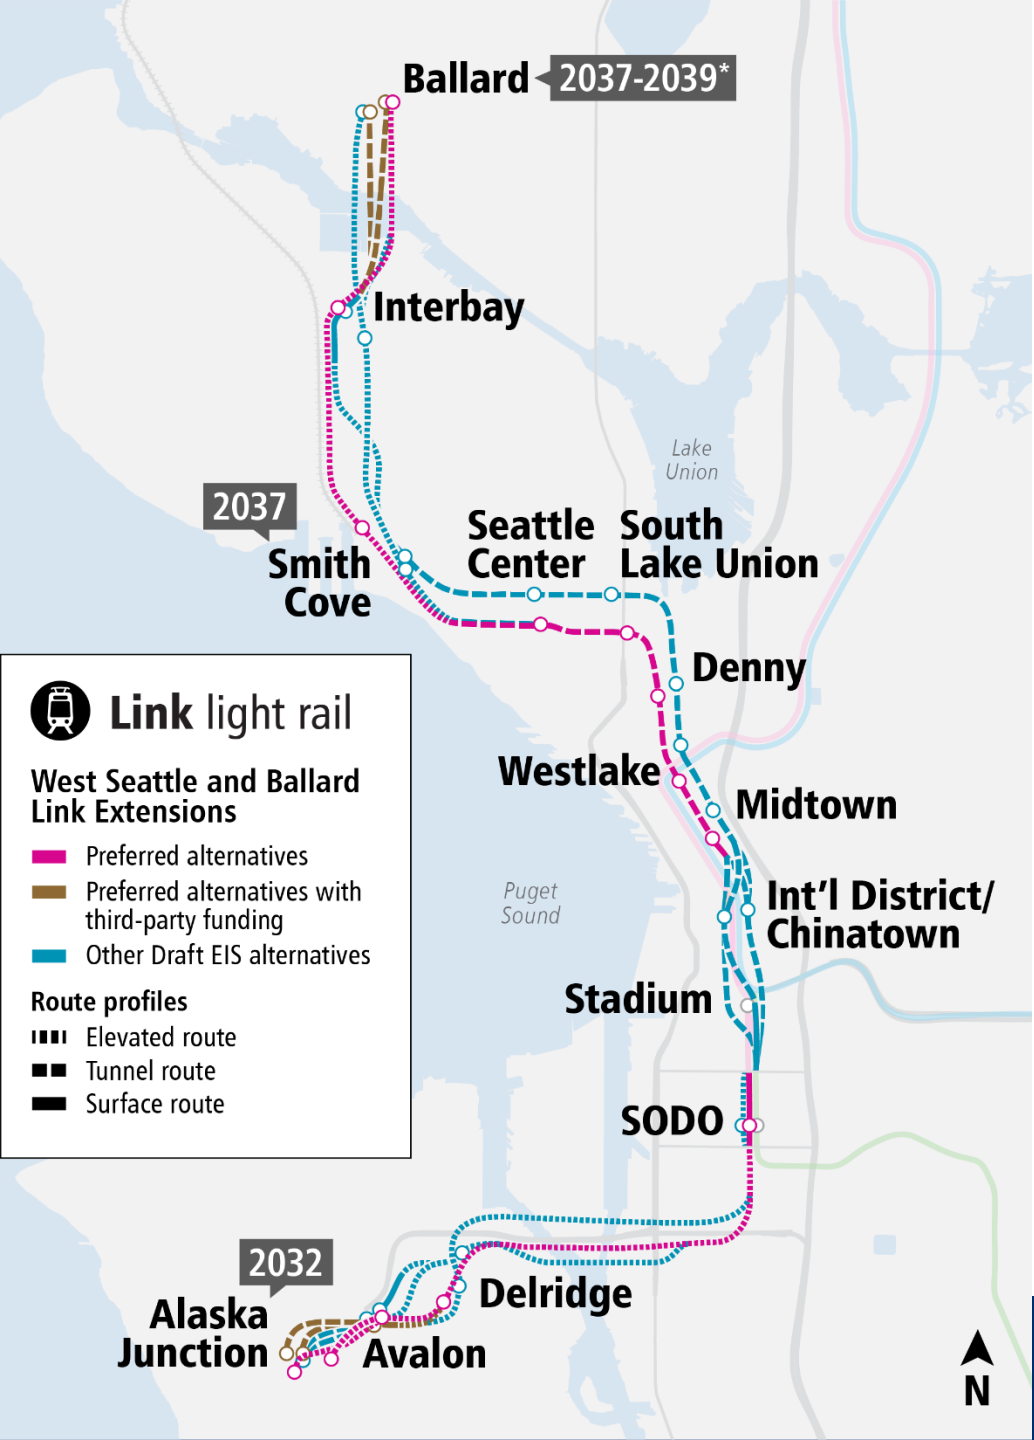 Ballard
2037-2039*
Interbay
Lake
Union
2037
Seattle
Center
South
Lake Union
Smith
Cove
Denny
Link light rail
West Seattle and Ballard
Link Extensions
Preferred alternatives
Preferred alternatives with
third-party funding
Other Draft EIS alternatives
Route profiles
Elevated route
Tunnel route
Surface route
Westlake
Midtown
Puget
Sound
Int'l District/
Chinatown
Stadium
SODO
2032
Alaska
Junction
Delridge
Avalon
N